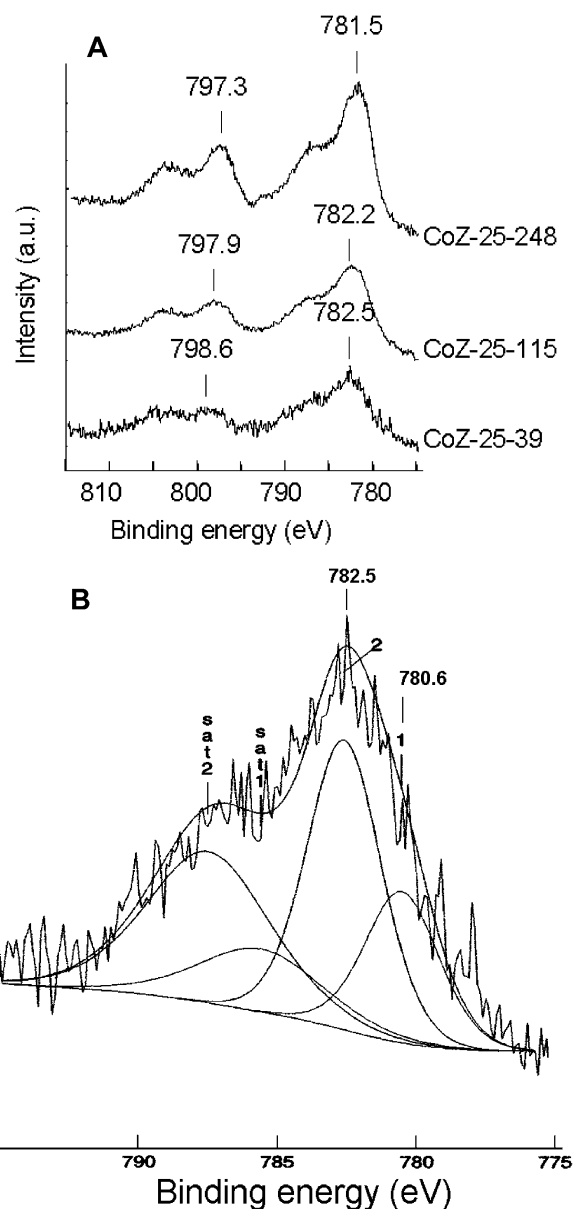 A
781.5
797.3
782.2
CoZ-25-248
797.9
782.5
CoZ-25-115
798.6
CoZ-25-39
Intensity (a.u.)
810 800 790 780
Binding energy (eV)
B
782.5
2
780.6
sat2
sat1
1
790 785 780 775
Binding energy (eV)